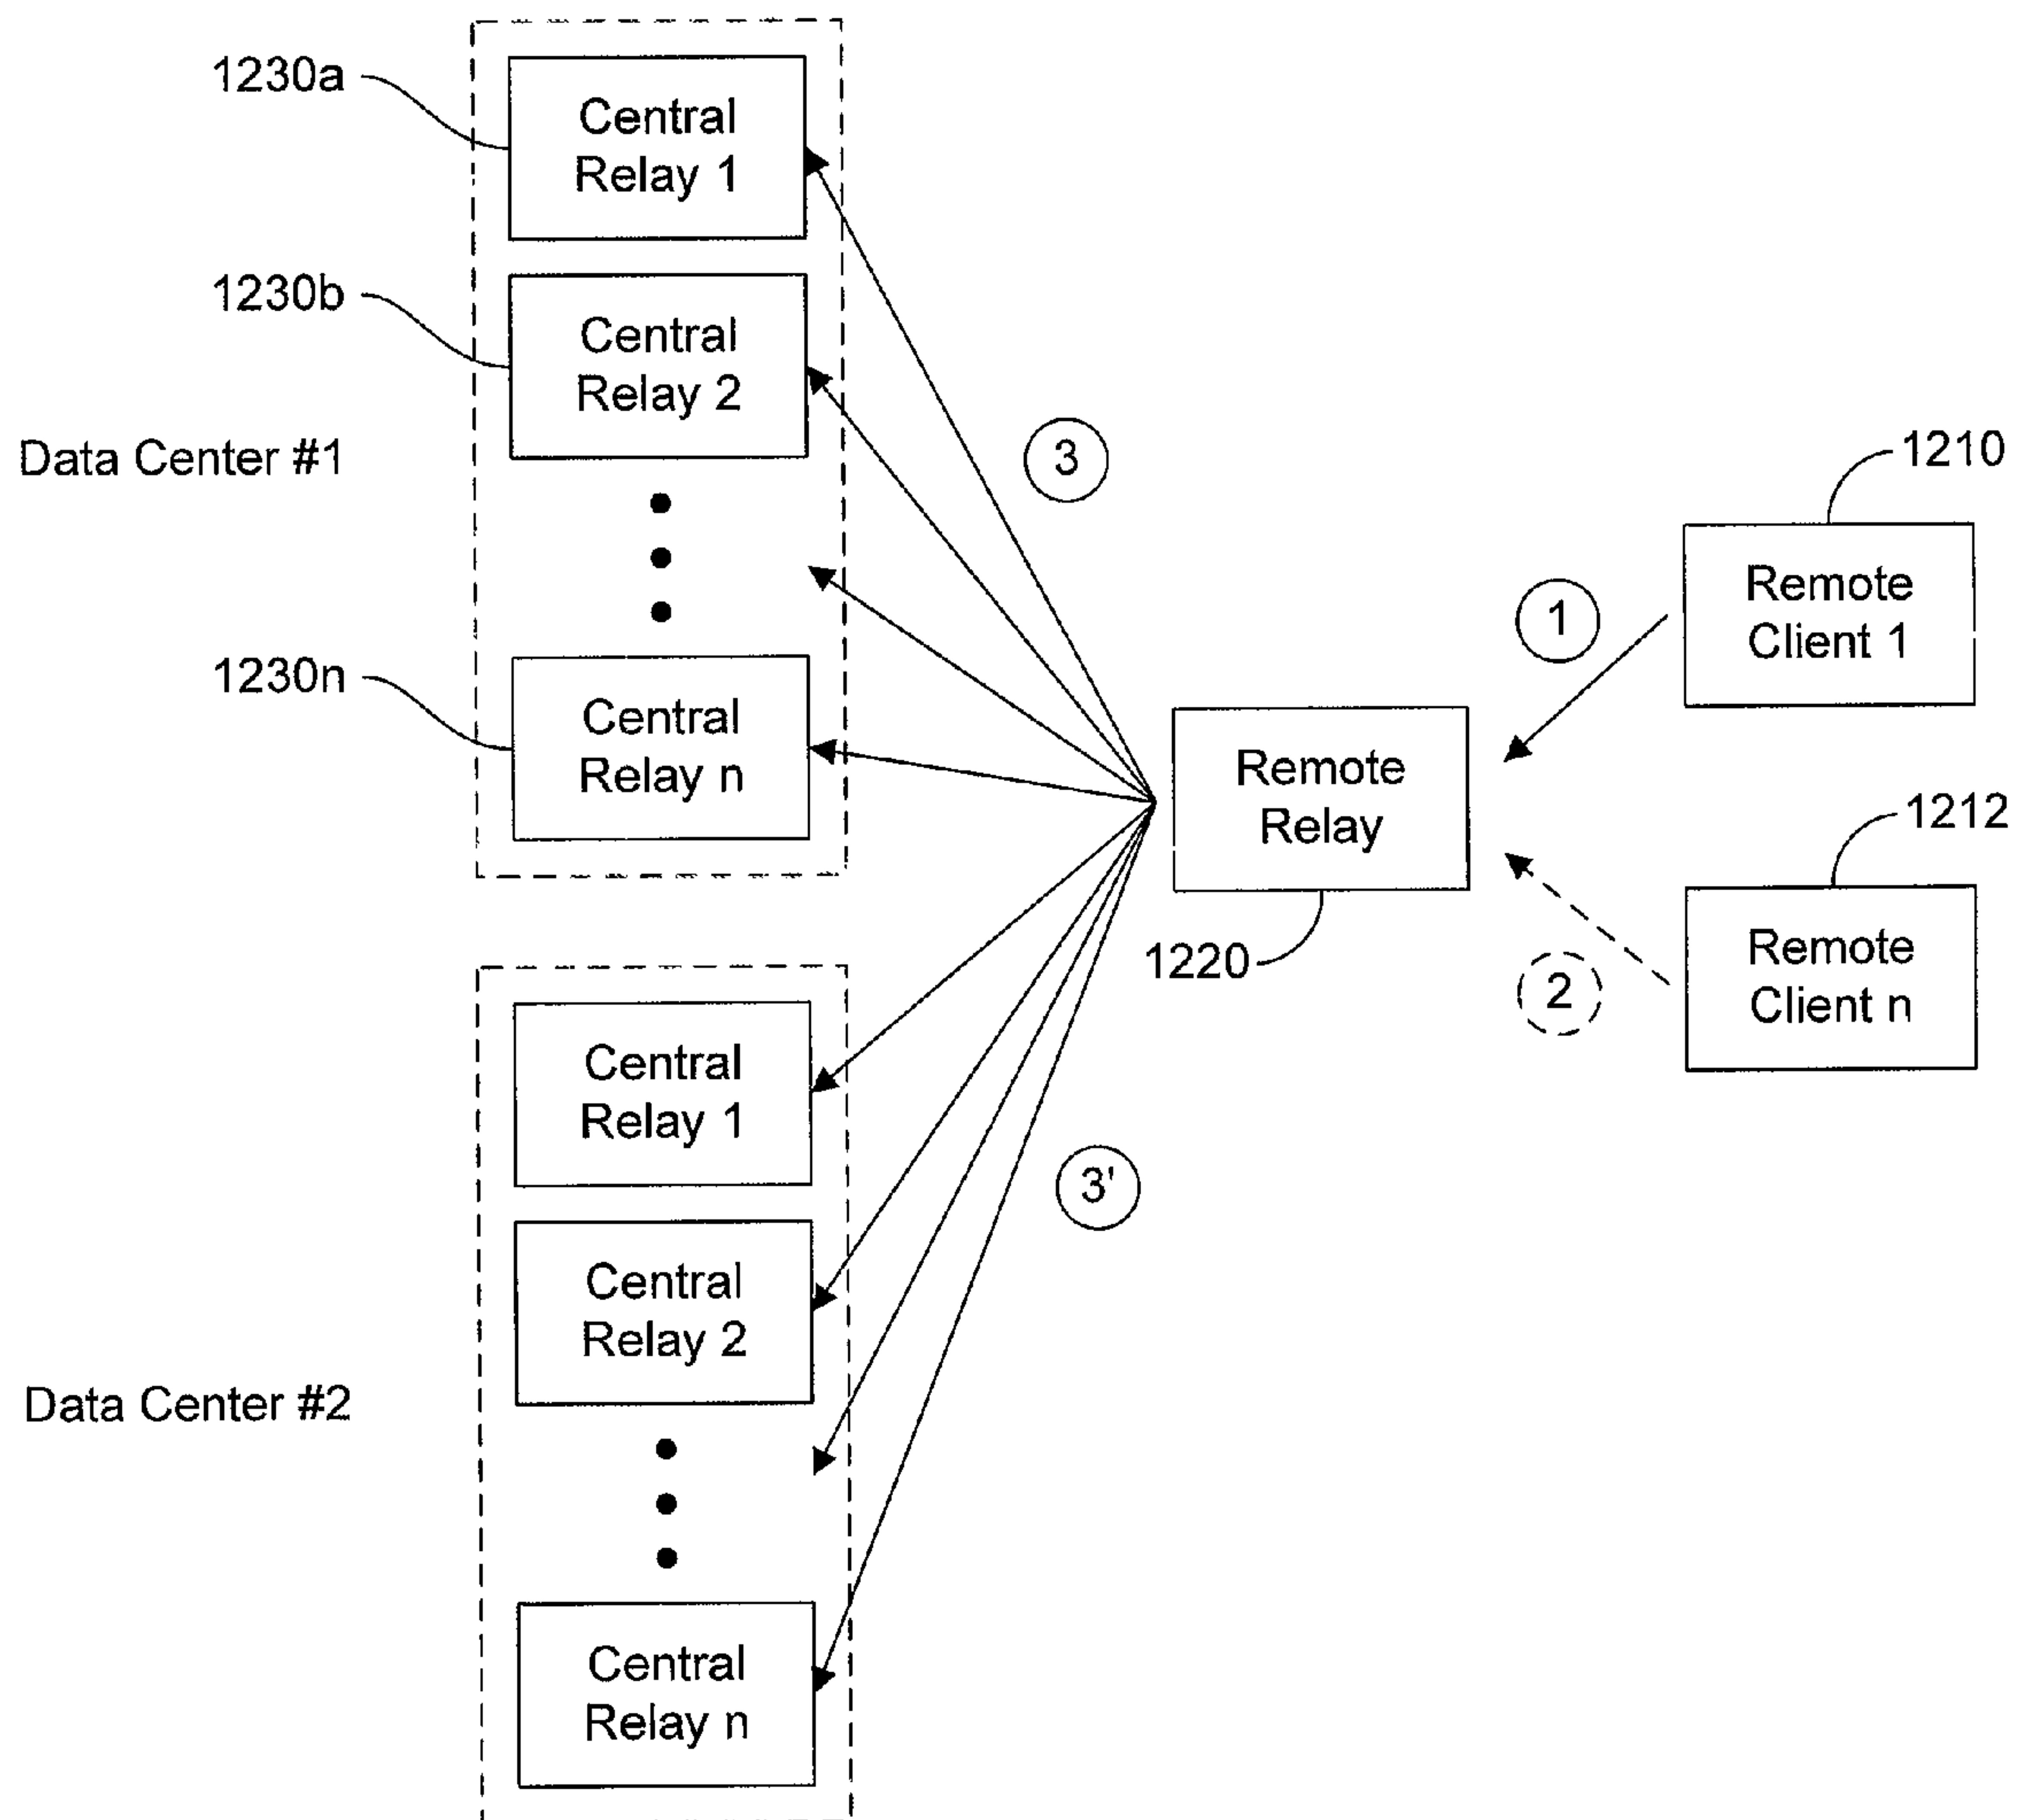 1230a
Central
Relay 1
1230b
Central
Relay 2
Data Center #1
3
1210
Remote
Client 1
1
1230n
Central
Relay n
Remote
Relay
1212
1220
2
Remote
Client n
Central
Relay 1
3'
Central
Relay 2
Data Center #2
Central
Relay n